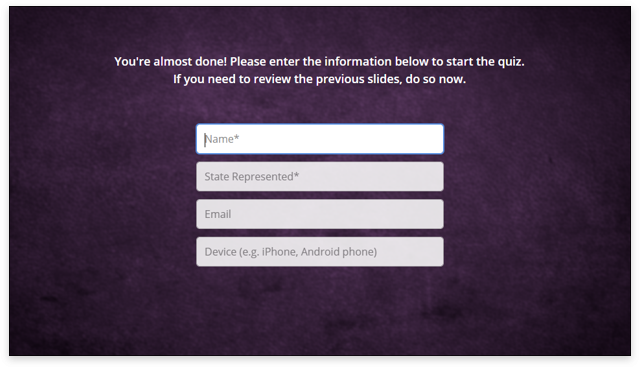 You're almost done! Please enter the information below to start the quiz.
If you need to review the previous slides, do so now.
Name*
State Represented*
Email
Device (e.g. iPhone, Android phone)